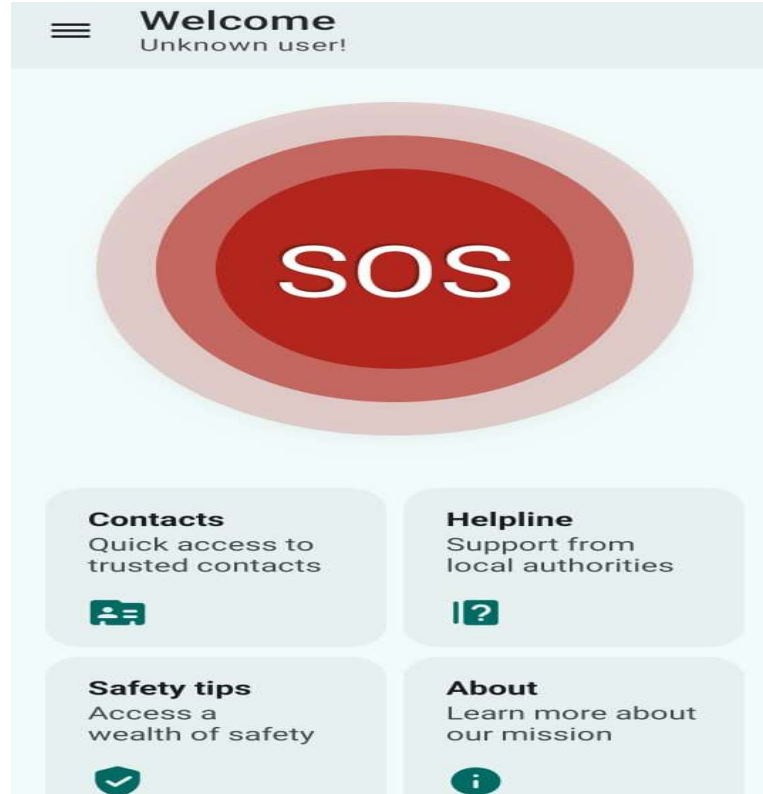 Welcome
Unknown user!
SOS
Contacts
Quick access to
trusted contacts
Helpline
Support from
local authorities
?
Safety tips
Access a
wealth of safety
About
Learn more about
our mission
i